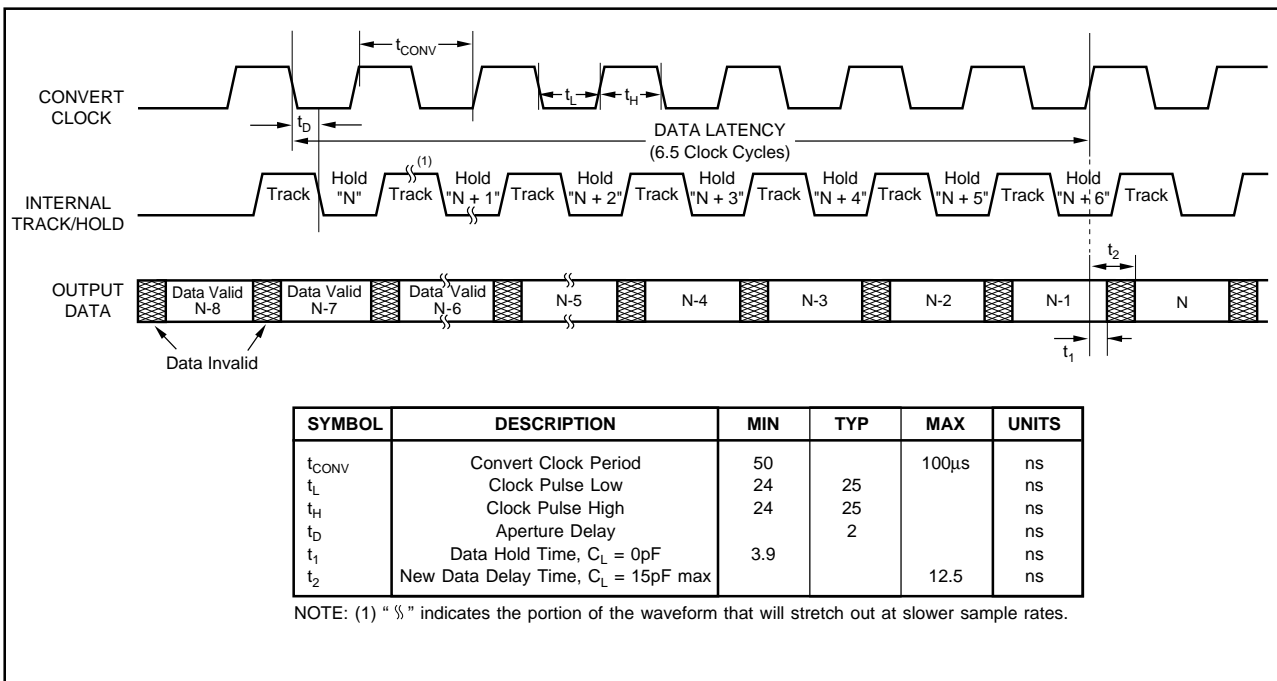 tCONV
CONVERT
CLOCK
tL
tH
tD
DATA LATENCY
(6.5 Clock Cycles)
(1)
INTERNAL
TRACK/HOLD
Track
Hold
"N"
Track
Hold
"N + 1"
Track
Hold
"N + 2"
Track
Hold
"N + 3"
Track
Hold
"N + 4"
Track
Hold
"N + 5"
Track
Hold
"N + 6"
Track
t2
OUTPUT
DATA
Data Valid
N-8
Data Valid
N-7
Data Valid
N-6
N-5
N-4
N-3
N-2
N-1
N
Data Invalid
t1
SYMBOL DESCRIPTION MIN TYP MAX UNITS
tCONV Convert Clock Period 50 100µs ns
tL Clock Pulse Low 24 25 ns
tH Clock Pulse High 24 25 ns
tD Aperture Delay 2 ns
t1 Data Hold Time, CL = 0pF 3.9 ns
t2 New Data Delay Time, CL = 15pF max 12.5 ns
NOTE: (1) " " indicates the portion of the waveform that will stretch out at slower sample rates.